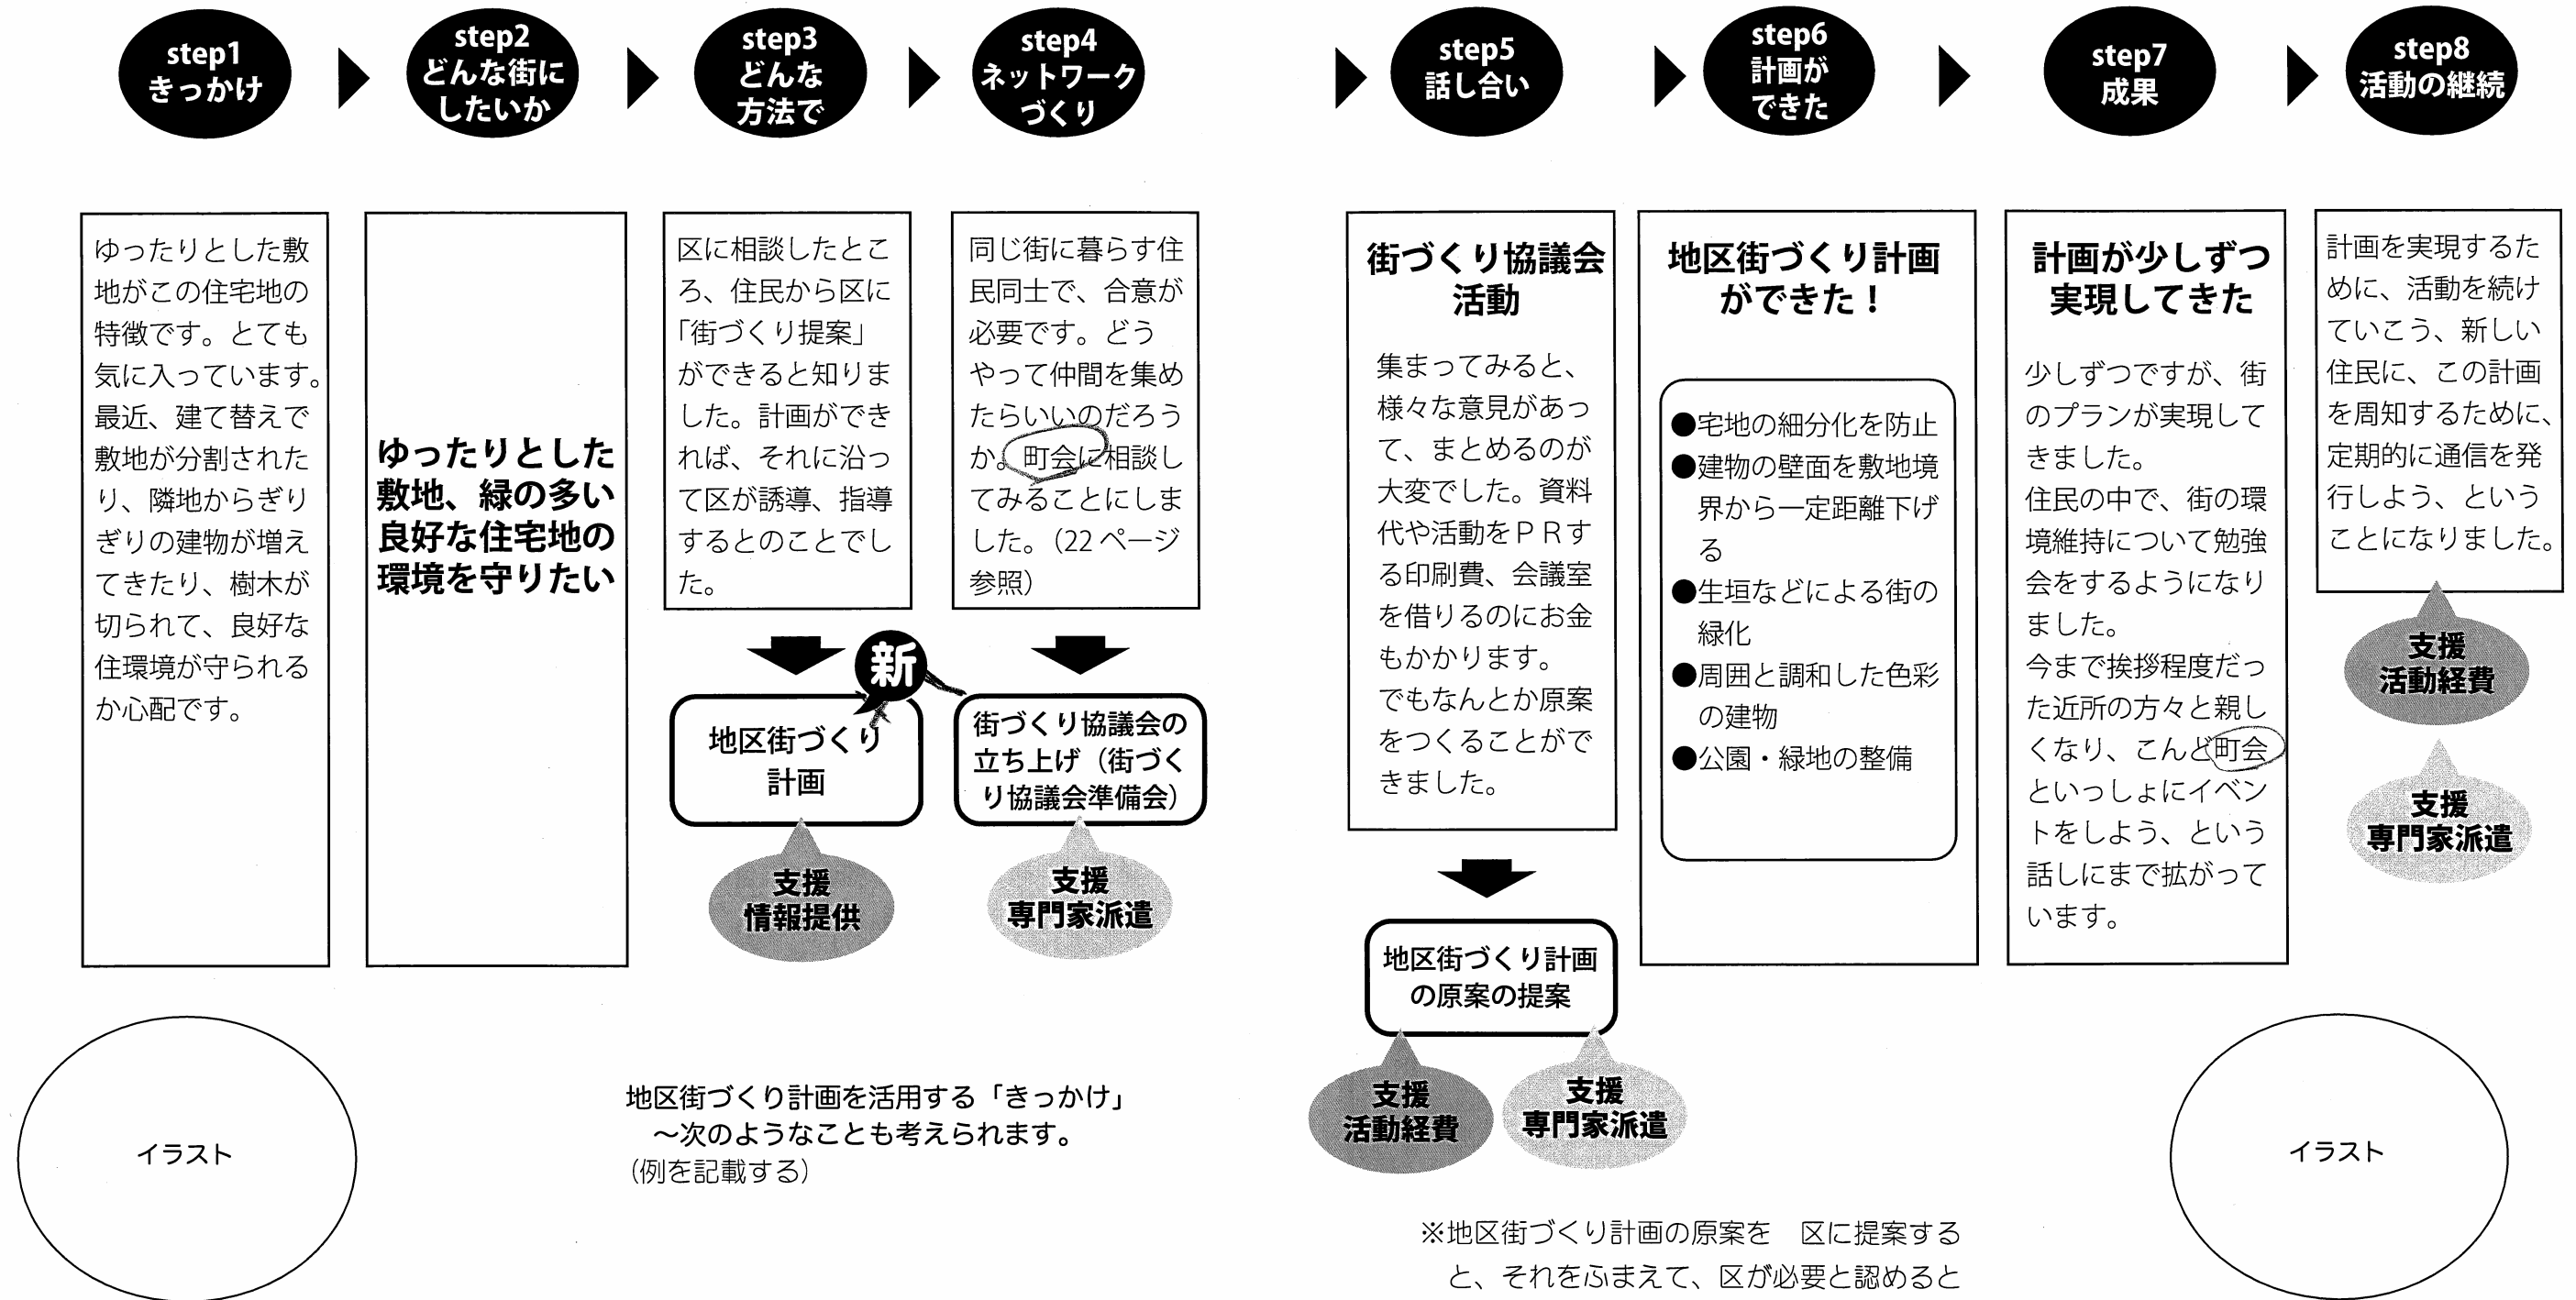 step1
きっかけ
step2
どんな街に
したいか
step3
どんな
方法で
step4
ネットワーク
づくり
step5
話し合い
step6
計画が
できた
step7
成果
step8
活動の継続
ゆったりとした敷
地がこの住宅地の
特徴です。とても
気に入っています。
最近、建て替えで
敷地が分割された
り、隣地からぎり
ぎりの建物が増え
てきたり、樹木が
切られて、良好な
住環境が守られる
か心配です。
ゆったりとした
敷地、緑の多い
良好な住宅地の
環境を守りたい
区に相談したとこ
ろ、住民から区に
「街づくり提案」
ができると知りま
した。計画ができ
れば、それに沿っ
て区が誘導、指導
するとのことでし
た。
新
地区街づくり
計画
支援
情報提供
同じ街に暮らす住
民同士で、合意が
必要です。どう
やって仲間を集め
たらいいのだろう
か。町会に相談し
てみることにしま
した。（22 ページ
参照）
街づくり協議会の
立ち上げ（街づく
り協議会準備会）
支援
専門家派遣
街づくり協議会
活動
集まってみると、
様々な意見があっ
て、まとめるのが
大変でした。資料
代や活動をＰＲす
る印刷費、会議室
を借りるのにお金
もかかります。
でもなんとか原案
をつくることがで
きました。
地区街づくり計画
の原案の提案
支援
活動経費
支援
専門家派遣
地区街づくり計画
ができた！
●宅地の細分化を防止
●建物の壁面を敷地境
界から一定距離下げ
る
●生垣などによる街の
緑化
●周囲と調和した色彩
の建物
●公園・緑地の整備
計画が少しずつ
実現してきた
少しずつですが、街
のプランが実現して
きました。
住民の中で、街の環
境維持について勉強
会をするようになり
ました。
今まで挨拶程度だっ
た近所の方々と親し
くなり、こんど町会
といっしょにイベン
トをしよう、という
話しにまで拡がって
います。
計画を実現するた
めに、活動を続け
ていこう、新しい
住民に、この計画
を周知するために、
定期的に通信を発
行しよう、という
ことになりました。
支援
活動経費
支援
専門家派遣
イラスト
地区街づくり計画を活用する「きっかけ」
～次のようなことも考えられます。
（例を記載する）
イラスト
※地区街づくり計画の原案を　区に提案する
と、それをふまえて、区が必要と認めると